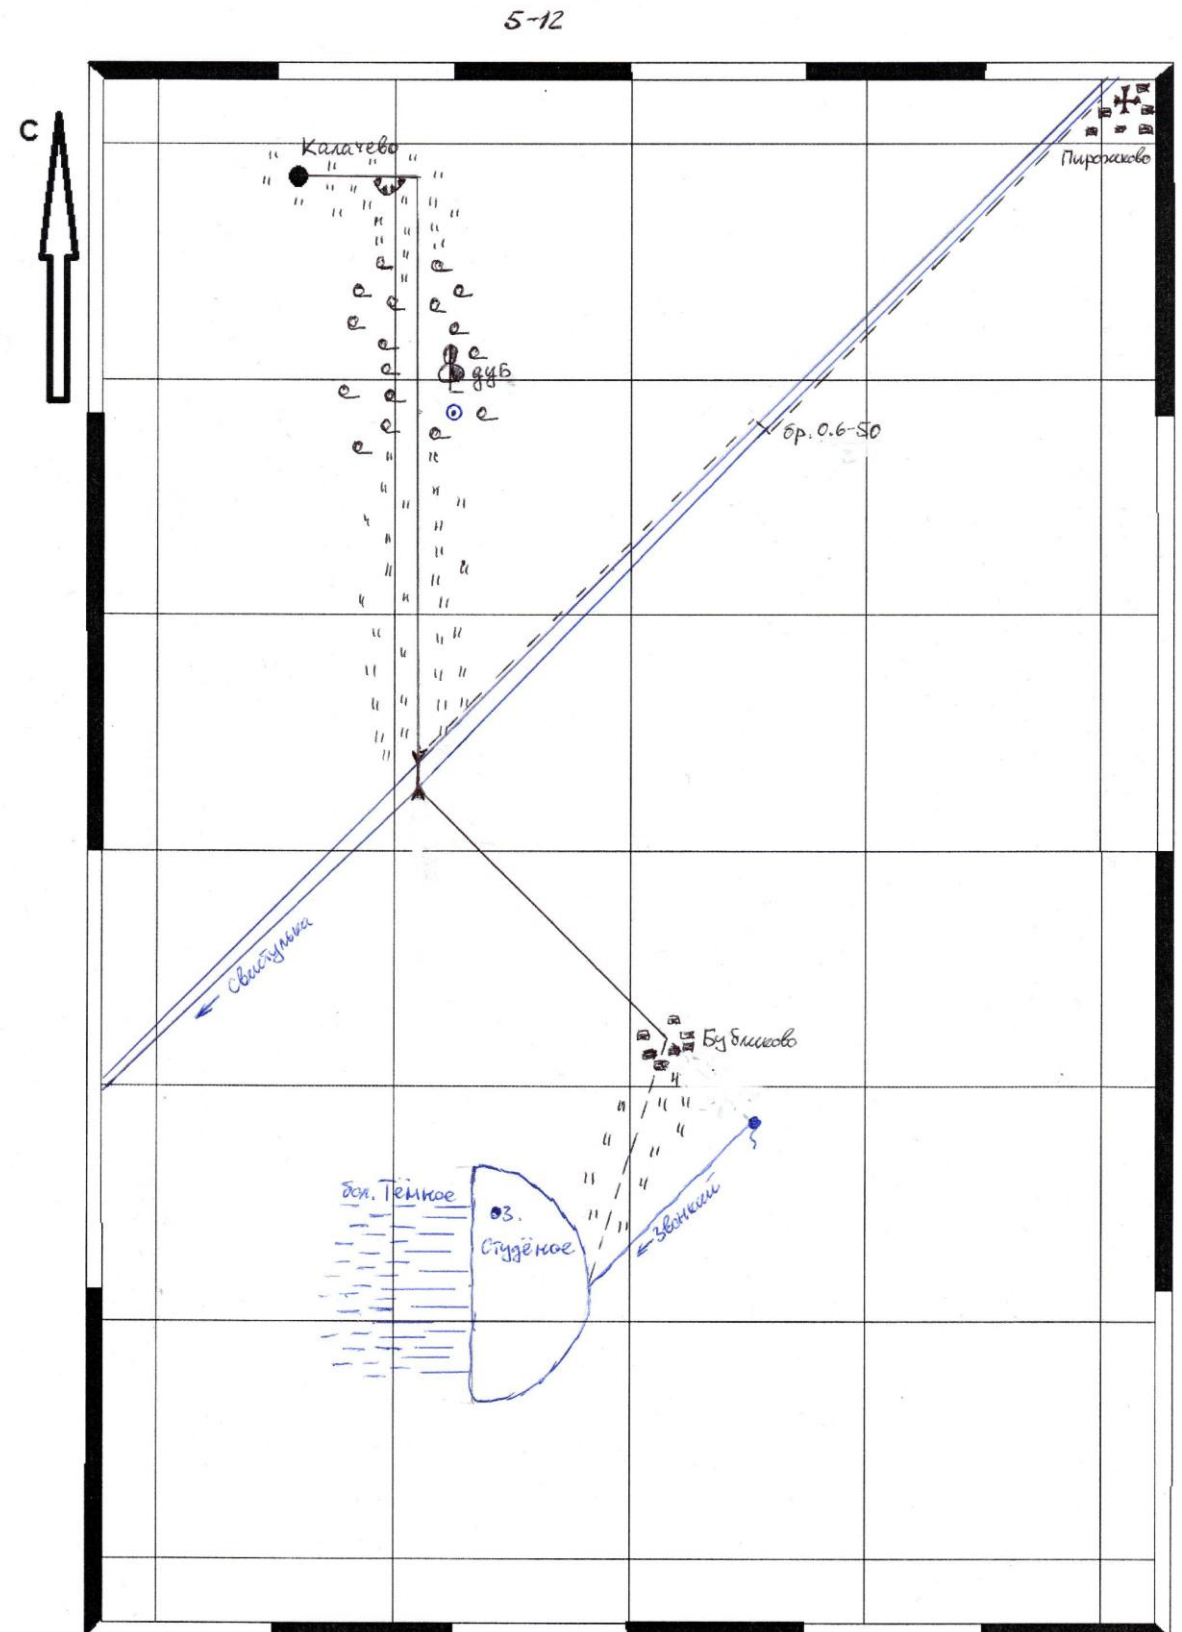 5-12
С
Калачево
Пирожково
дуб
бр. 0.6-50
Свистулька
Бубликово
бол. Тёмное
оз.
Студёное
Звонкий